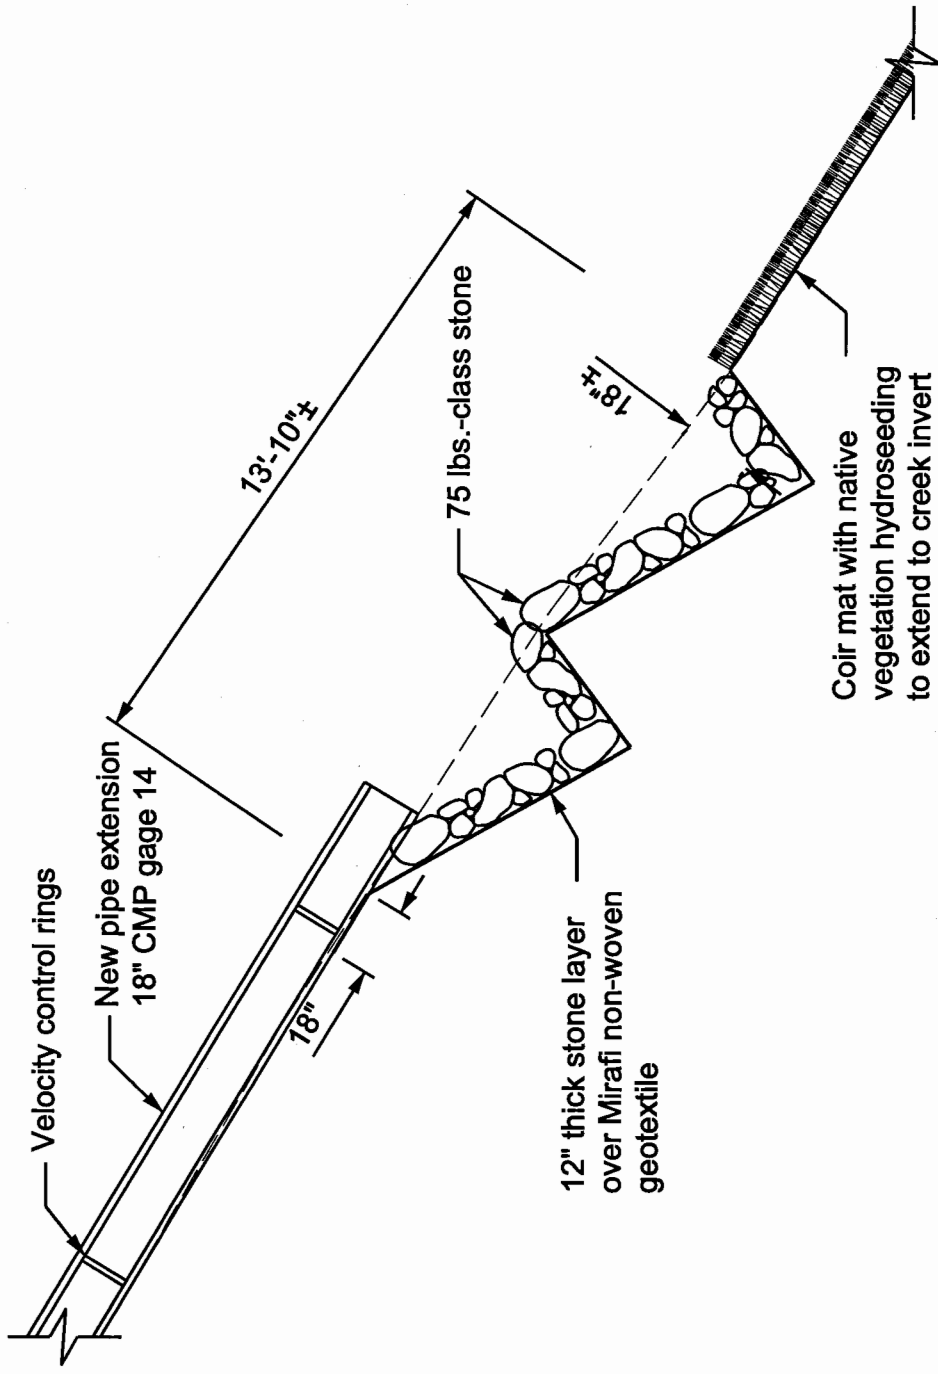 Velocity control rings
New pipe extension
18" CMP gage 14
13'-10"±
75 lbs.-class stone
18"±
18"
12" thick stone layer
over Mirafi non-woven
geotextile
Coir mat with native
vegetation hydroseeding
to extend to creek invert